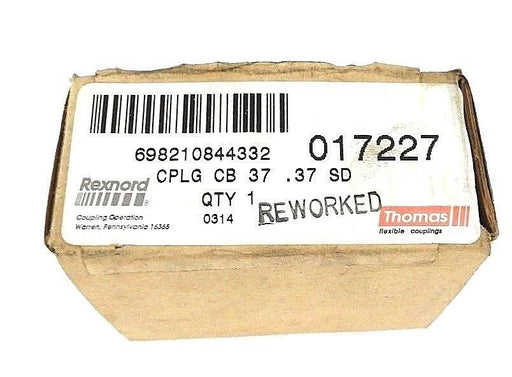 698210844332
017227
CPLG CB 37 .37 SD
Rexnord®
QTY 1
REWORKED
0314
Coupling Operation
Warren, Pennsylvania 16365
Thomas
flexible couplings